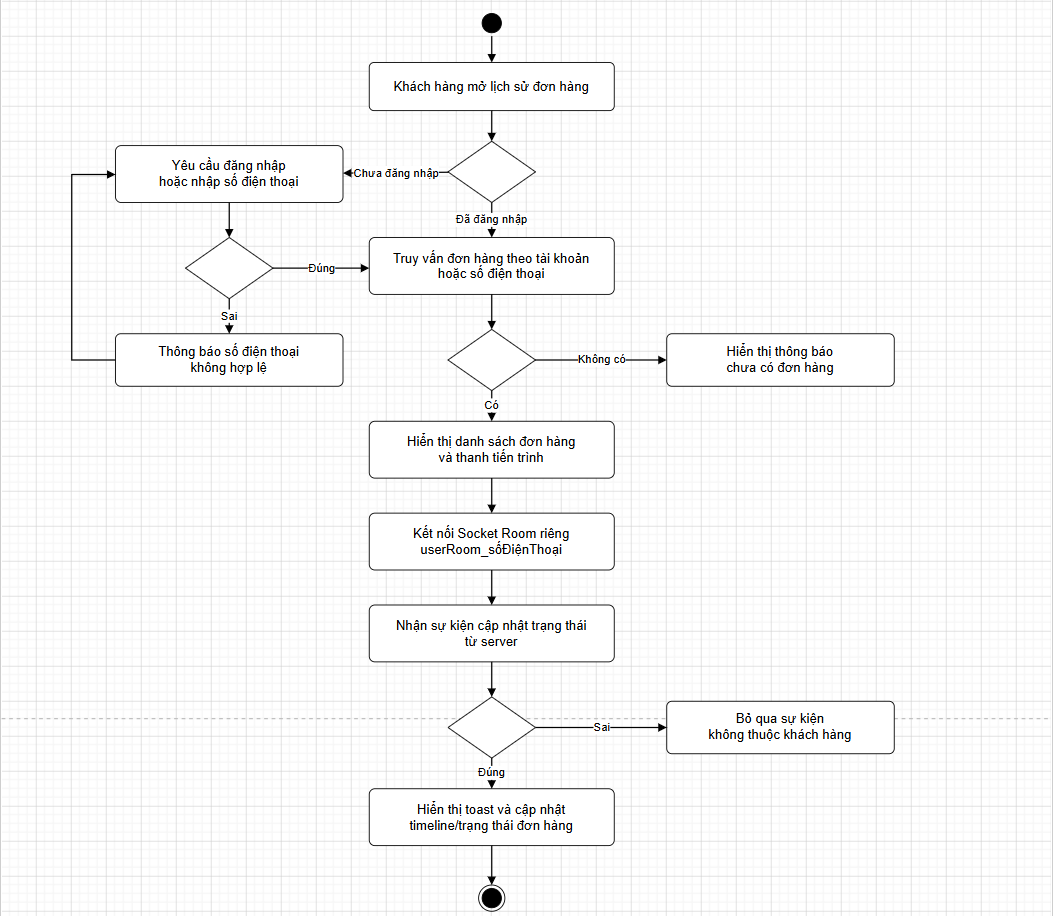 Khách hàng mở lịch sử đơn hàng
Yêu cầu đăng nhập
hoặc nhập số điện thoại
Chưa đăng nhập
Đã đăng nhập
Truy vấn đơn hàng theo tài khoản
hoặc số điện thoại
Đúng
Sai
Thông báo số điện thoại
không hợp lệ
Không có
Hiển thị thông báo
chưa có đơn hàng
Có
Hiển thị danh sách đơn hàng
và thanh tiến trình
Kết nối Socket Room riêng
userRoom_sốĐiệnThoại
Nhận sự kiện cập nhật trạng thái
từ server
Sai
Bỏ qua sự kiện
không thuộc khách hàng
Đúng
Hiển thị toast và cập nhật
timeline/trạng thái đơn hàng